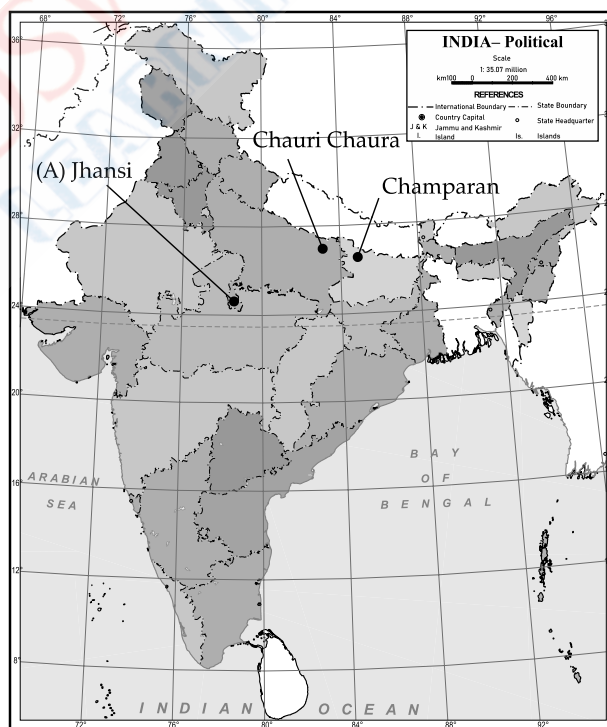 68° 72° 76° 80° 84° 88° 92° 96°
INDIA– Political
Scale
1: 35.07 million
km100 0 200 400 km
REFERENCES
International Boundary State Boundary
Country Capital State Headquarter
J & K Jammu and Kashmir Is. Islands
I. Island
36°
32°
28°
24°
20°
16°
12°
8°
Chauri Chaura
(A) Jhansi
Champaran
BAY
OF
BENGAL
ARABIAN
SEA
INDIAN OCEAN
72° 76° 80° 84° 88° 92°